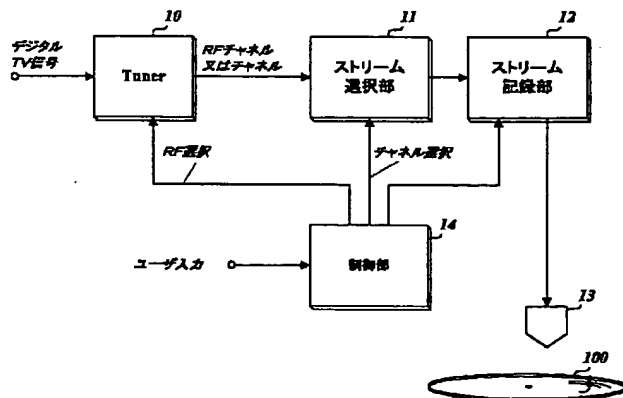 10
11
12
デジタル
TV信号
Tuner
RFチャネル
又はチャネル
ストリーム
選択部
ストリーム
記録部
RF選択
チャネル選択
14
ユーザ入力
制御部
13
100